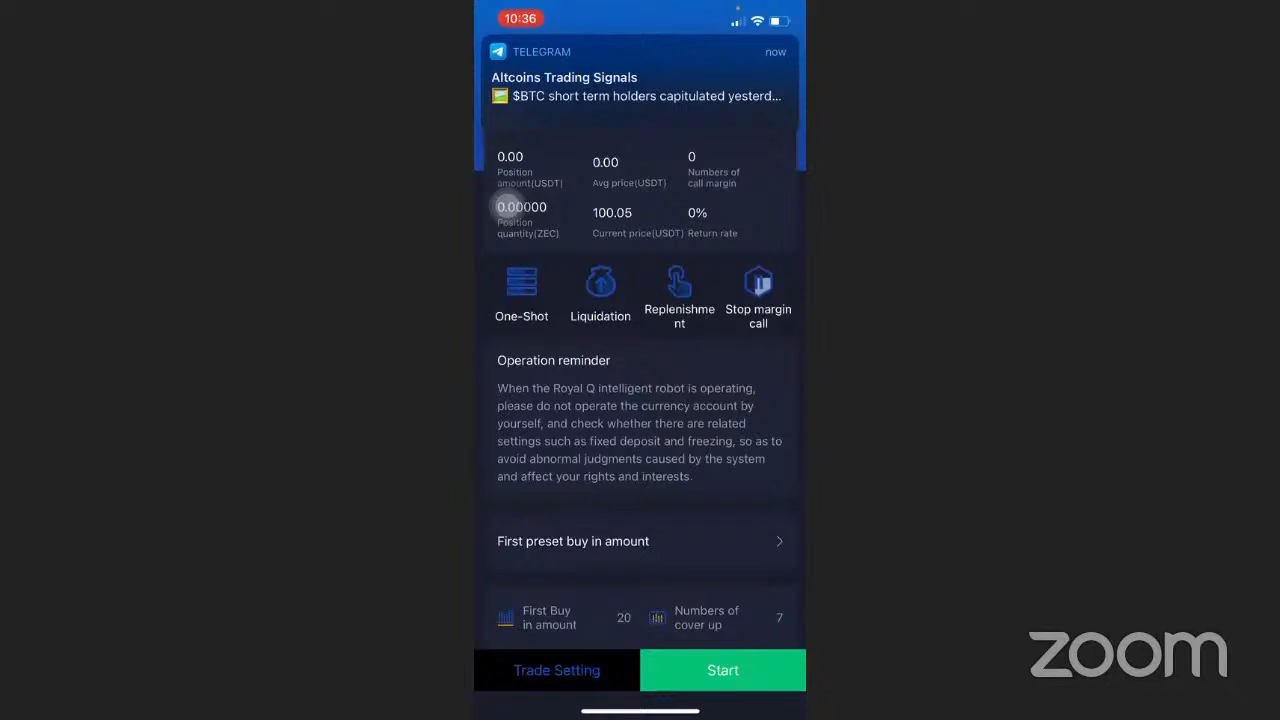 10:36
TELEGRAM
now
Altcoins Trading Signals
$BTC short term holders capitulated yesterd...
0.00
0.00
0
Position amount(USDT)
Avg price(USDT)
Numbers of call margin
0.00000
100.05
0%
Position quantity(ZEC)
Current price(USDT)
Return rate
One-Shot
Liquidation
Replenishme
nt
Stop margin
call
Operation reminder
When the Royal Q intelligent robot is operating,
please do not operate the currency account by
yourself, and check whether there are related
settings such as fixed deposit and freezing, so as to
avoid abnormal judgments caused by the system
and affect your rights and interests.
First preset buy in amount
First Buy
in amount
20
Numbers of
cover up
7
Trade Setting
Start
zoom